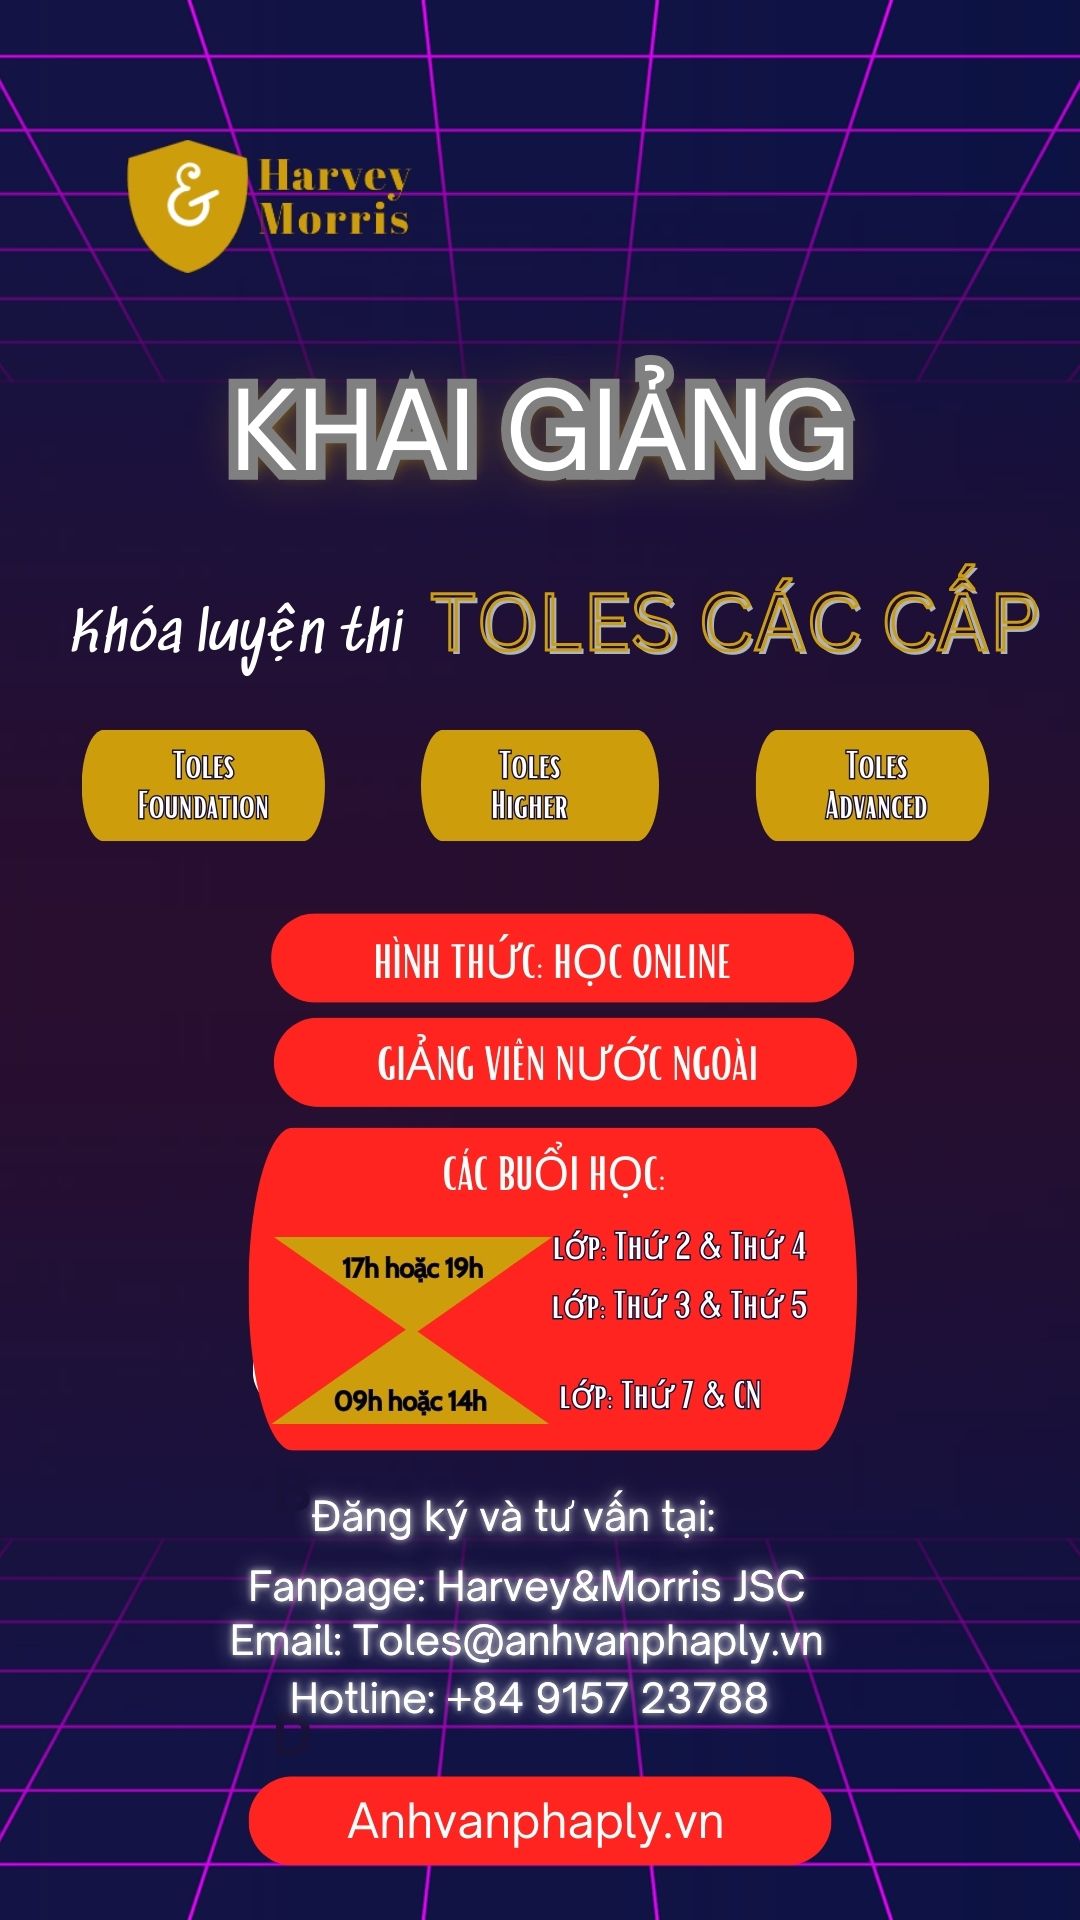 &
Harvey
Morris
KHAI GIẢNG
Khóa luyện thi TOLES CÁC CẤP
Toles
Foundation
Toles
Higher
Toles
Advanced
HÌNH THỨC: HỌC ONLINE
GIẢNG VIÊN NƯỚC NGOÀI
CÁC BUỔI HỌC:
17h hoặc 19h
LỚP: THỨ 2 & THỨ 4
LỚP: THỨ 3 & THỨ 5
09h hoặc 14h
LỚP: THỨ 7 & CN
Đăng ký và tư vấn tại:
Fanpage: Harvey&Morris JSC
Email: Toles@anhvanphaply.vn
Hotline: +84 9157 23788
Anhvanphaply.vn